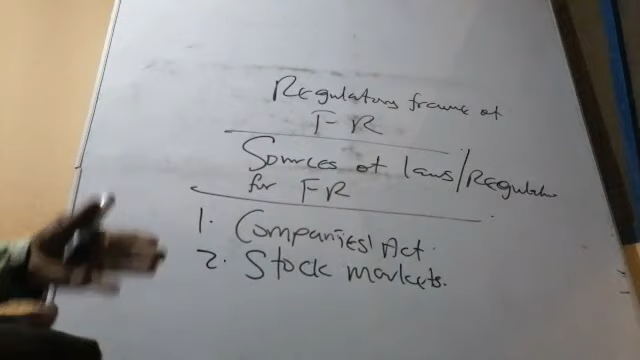 Regulatory frame of
FR
Sources of laws/Regulat
for FR
1. Companies' Act.
2. Stock markets.